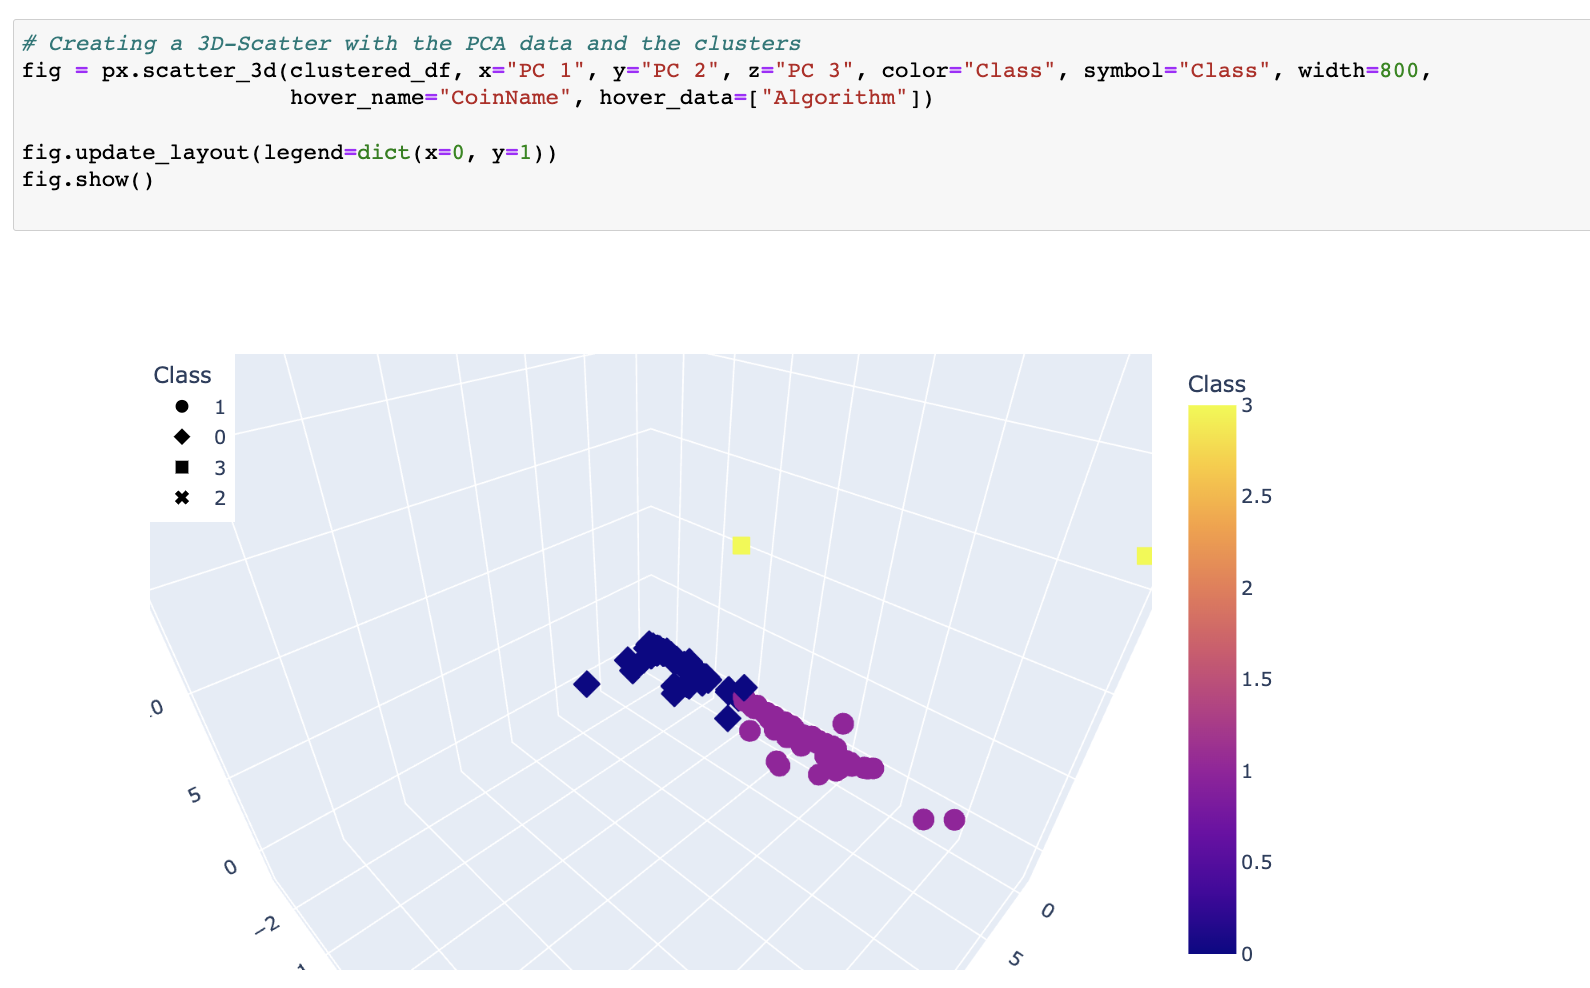 # Creating a 3D-Scatter with the PCA data and the clusters
fig = px.scatter_3d(clustered_df, x="PC 1", y="PC 2", z="PC 3", color="Class", symbol="Class", width=800,
hover_name="CoinName", hover_data=["Algorithm"])
fig.update_layout(legend=dict(x=0, y=1))
fig.show()
Class
1
0
3
2
Class
3
2.5
2
1.5
1
0.5
0
5
0
−2
0
5